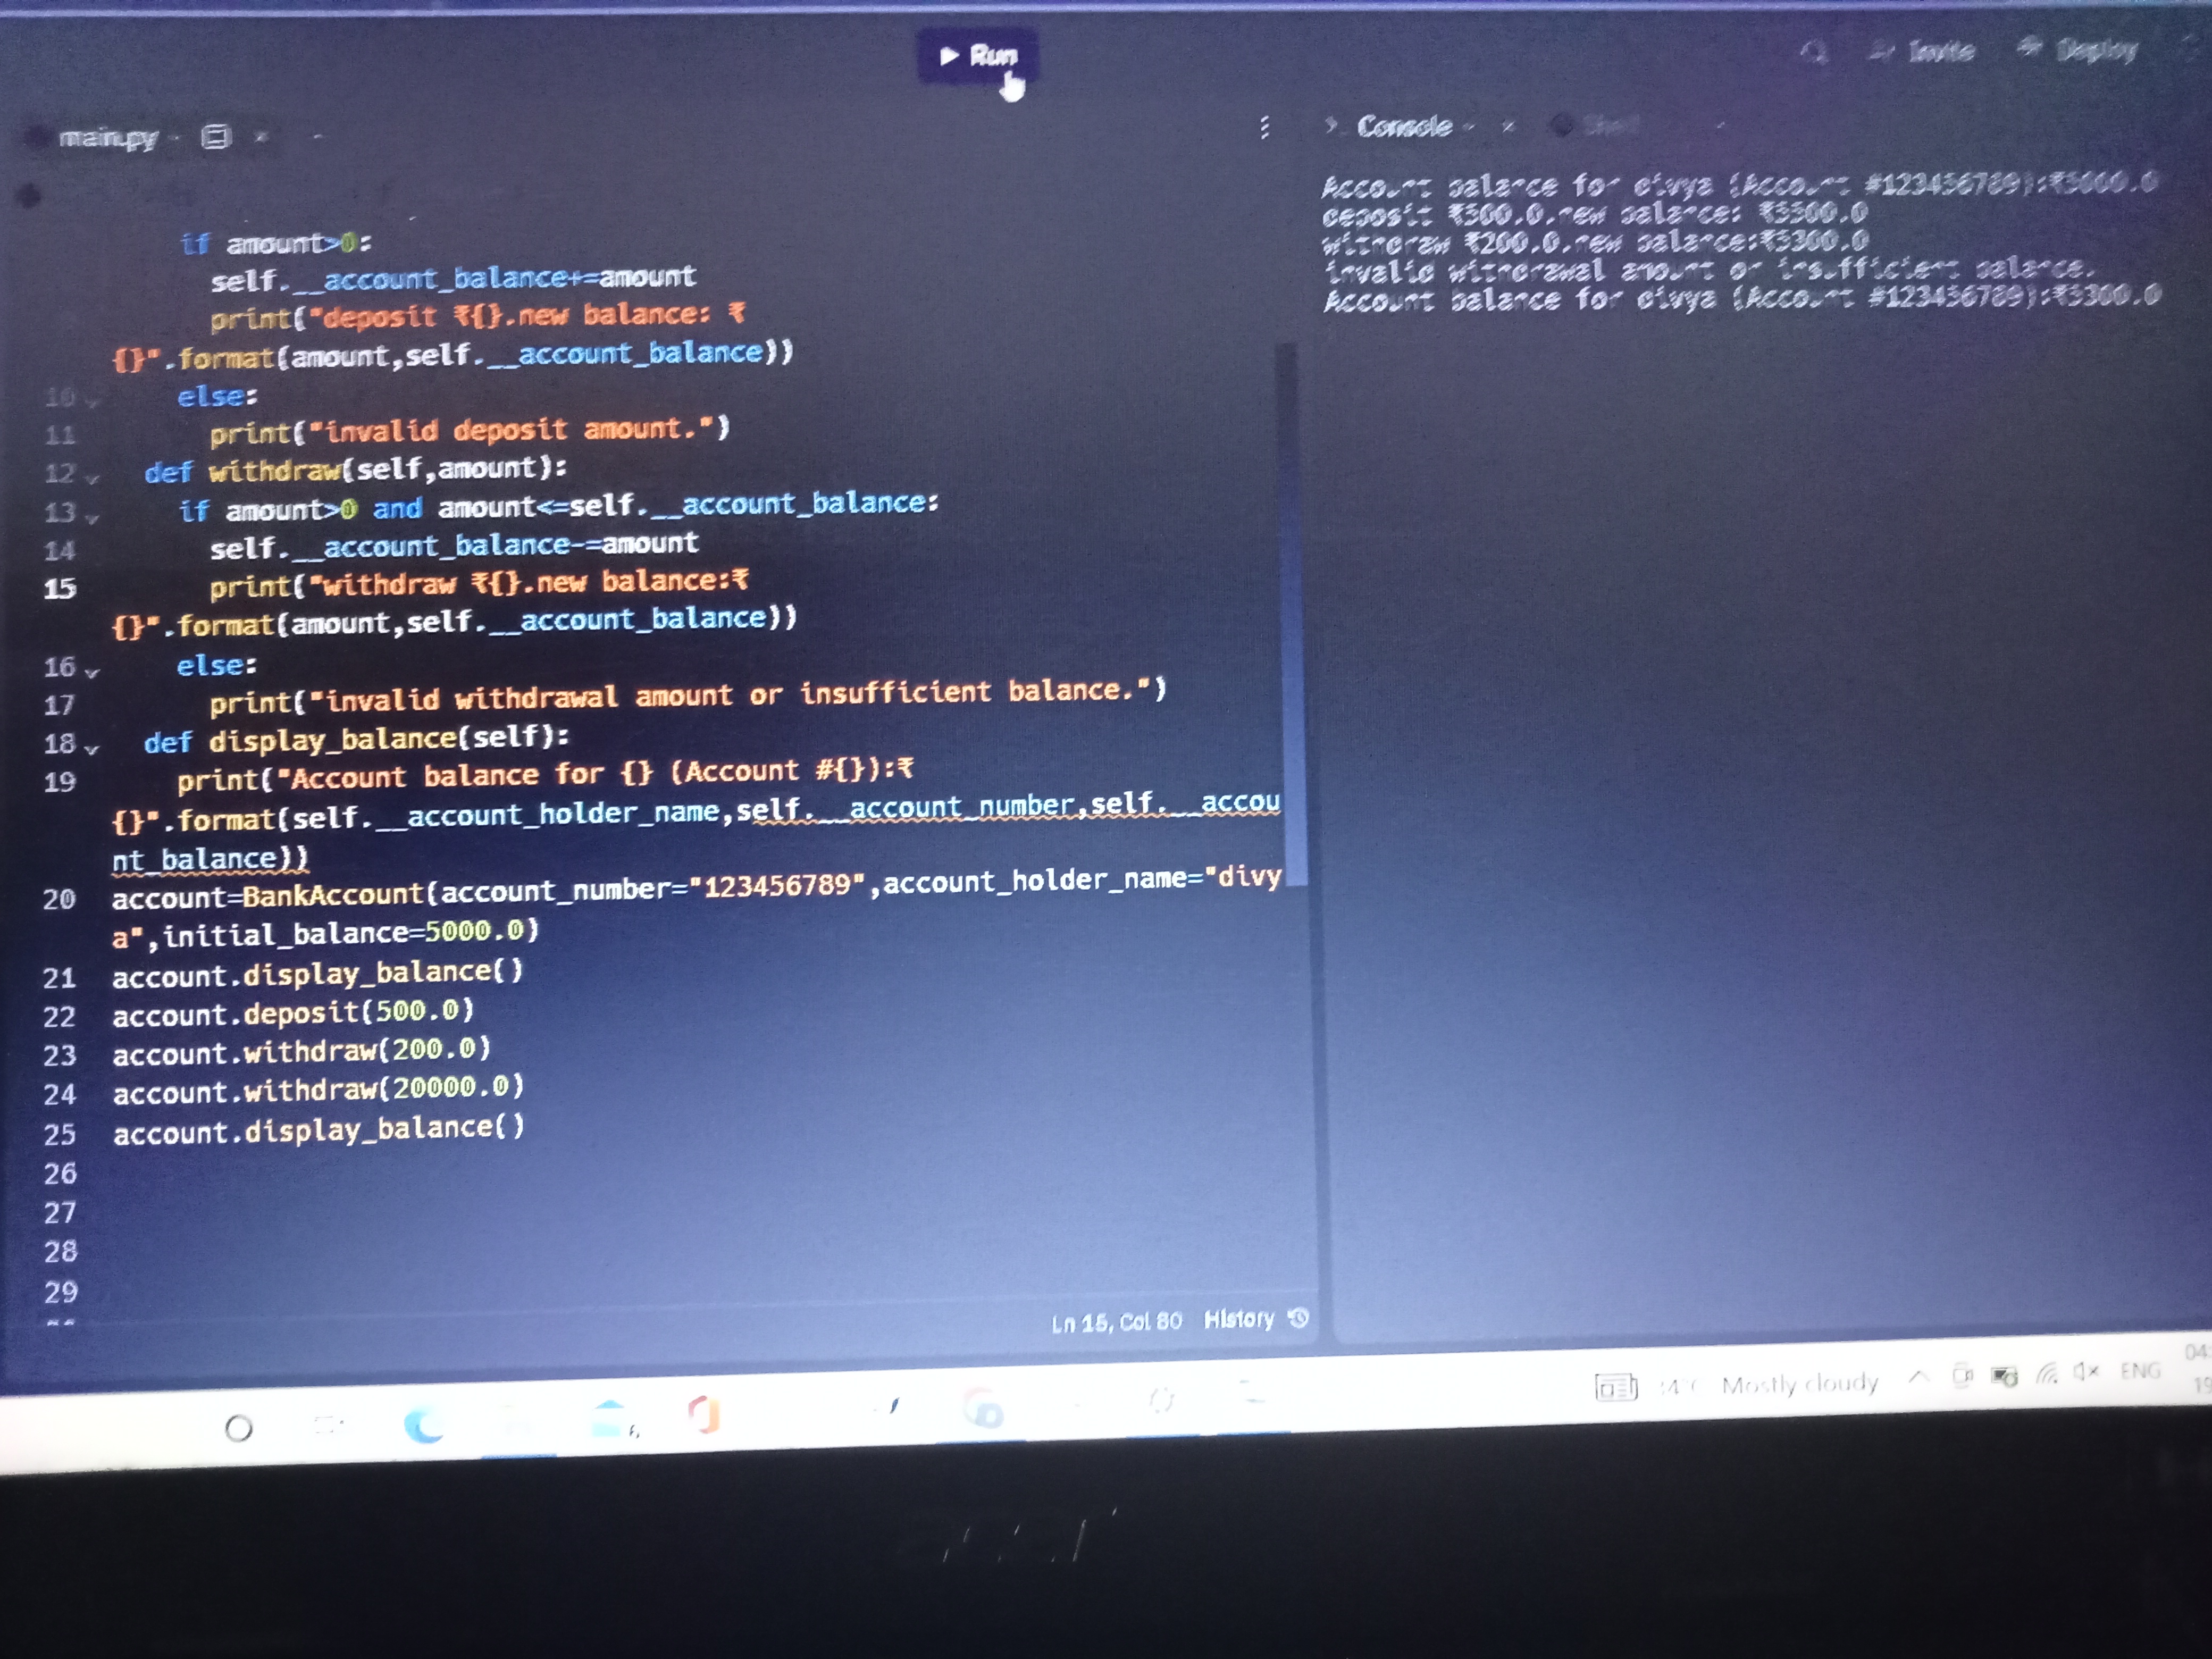 Run
Invite
Deploy
main.py
Console
Shell
if amount>0:
self.__account_balance+=amount
print("deposit ₹{}.new balance: ₹
{}".format(amount,self.__account_balance))
10 else:
11 print("invalid deposit amount.")
12 def withdraw(self,amount):
13 if amount>0 and amount<=self.__account_balance:
14 self.__account_balance-=amount
15 print("withdraw ₹{}.new balance:₹
{}".format(amount,self.__account_balance))
16 else:
17 print("invalid withdrawal amount or insufficient balance.")
18 def display_balance(self):
19 print("Account balance for {} (Account #{}):₹
{}".format(self.__account_holder_name,self.__account_number,self.__accou
nt_balance))
20 account=BankAccount(account_number="123456789",account_holder_name="divy
a",initial_balance=5000.0)
21 account.display_balance()
22 account.deposit(500.0)
23 account.withdraw(200.0)
24 account.withdraw(20000.0)
25 account.display_balance()
26
27
28
29
Ln 15, Col 80 History
Account balance for divya (Account #123456789):₹5000.0
deposit ₹500.0.new balance: ₹5500.0
withdraw ₹200.0.new balance:₹5300.0
invalid withdrawal amount or insufficient balance.
Account balance for divya (Account #123456789):₹5300.0
Mostly cloudy
ENG